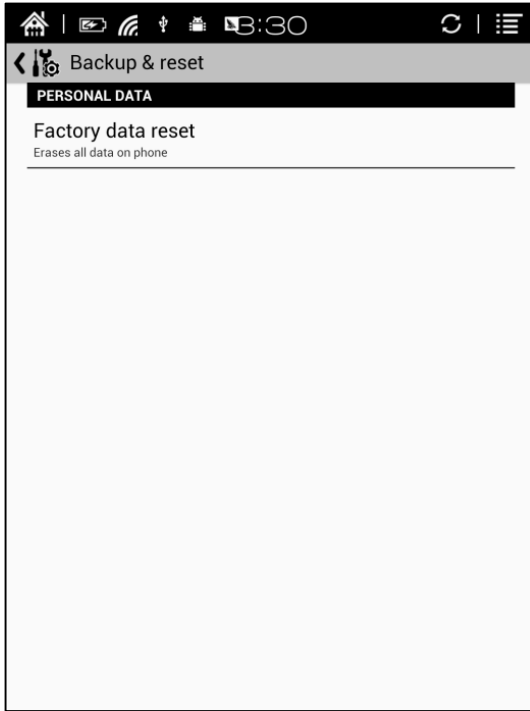 3:30
Backup & reset
PERSONAL DATA
Factory data reset
Erases all data on phone